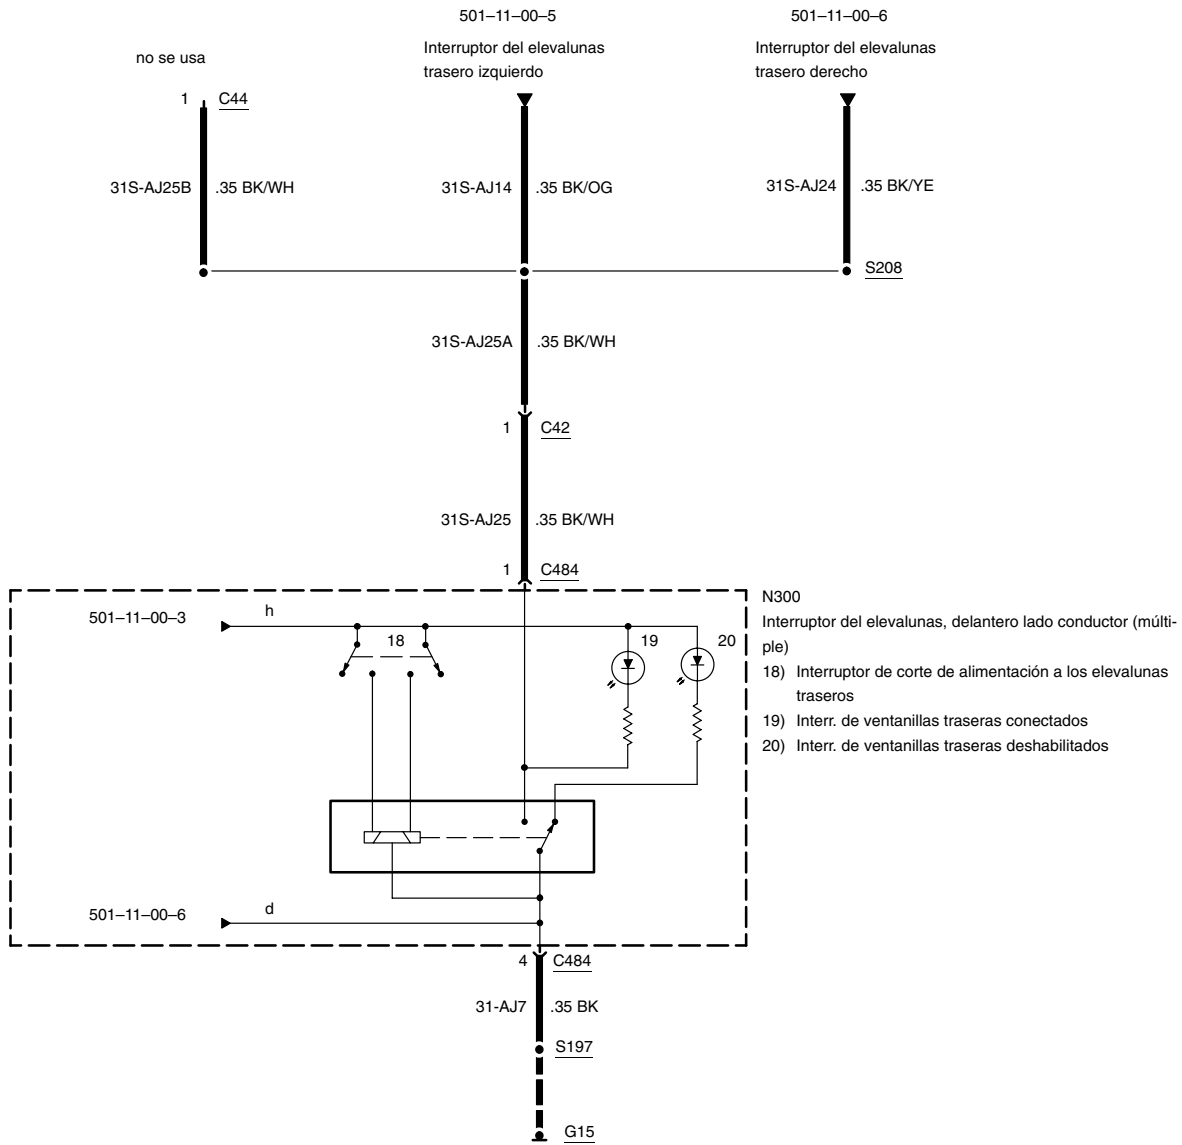 501–11–00–5
501–11–00–6
Interruptor del elevalunas
trasero izquierdo
Interruptor del elevalunas
trasero derecho
no se usa
1 C44
31S-AJ25B .35 BK/WH
31S-AJ14 .35 BK/OG
31S-AJ24 .35 BK/YE
S208
31S-AJ25A .35 BK/WH
1 C42
31S-AJ25 .35 BK/WH
1 C484
501–11–00–3 h
18
19
20
N300
Interruptor del elevalunas, delantero lado conductor (múlti-
ple)
18) Interruptor de corte de alimentación a los elevalunas
traseros
19) Interr. de ventanillas traseras conectados
20) Interr. de ventanillas traseras deshabilitados
501–11–00–6 d
4 C484
31-AJ7 .35 BK
S197
G15